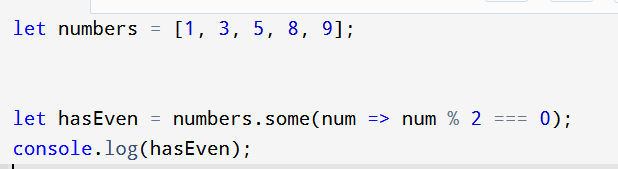 let numbers = [1, 3, 5, 8, 9];
let hasEven = numbers.some(num => num % 2 === 0);
console.log(hasEven);